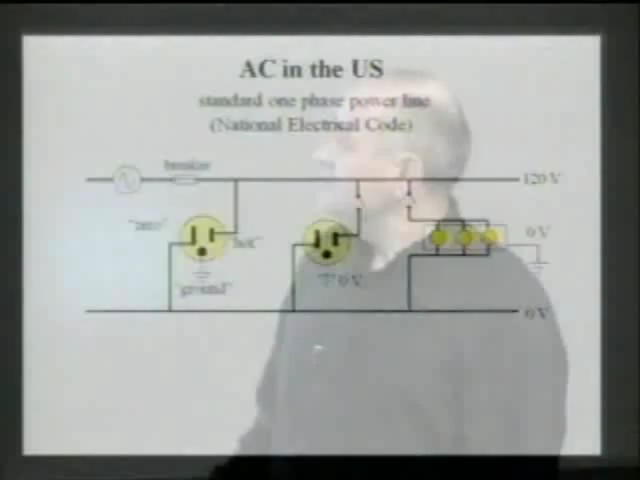 AC in the US
standard one phase power line
(National Electrical Code)
breaker
120 V
"zero"
"hot"
0 V
"ground"
"?" 0 V
0 V